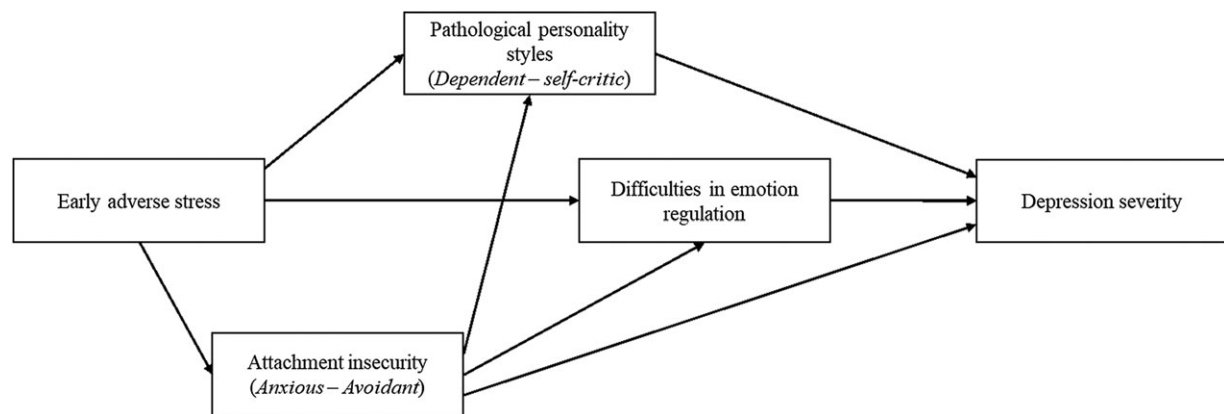 Pathological personality
styles
(Dependent – self-critic)
Early adverse stress
Difficulties in emotion
regulation
Depression severity
Attachment insecurity
(Anxious – Avoidant)